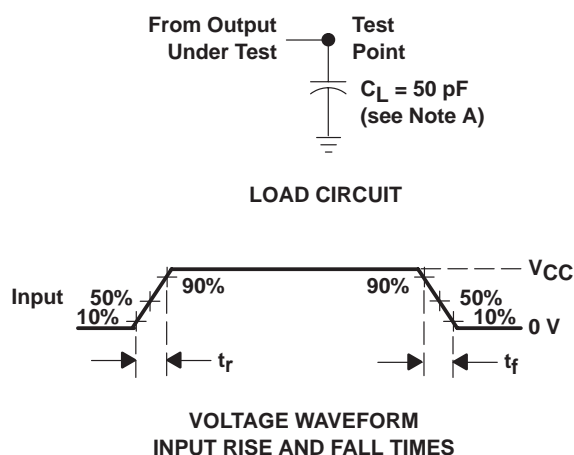 From Output
Under Test
Test
Point
CL = 50 pF
(see Note A)
LOAD CIRCUIT
Input
50%
10%
90%
90%
50%
10%
VCC
0 V
tr
tf
VOLTAGE WAVEFORM
INPUT RISE AND FALL TIMES